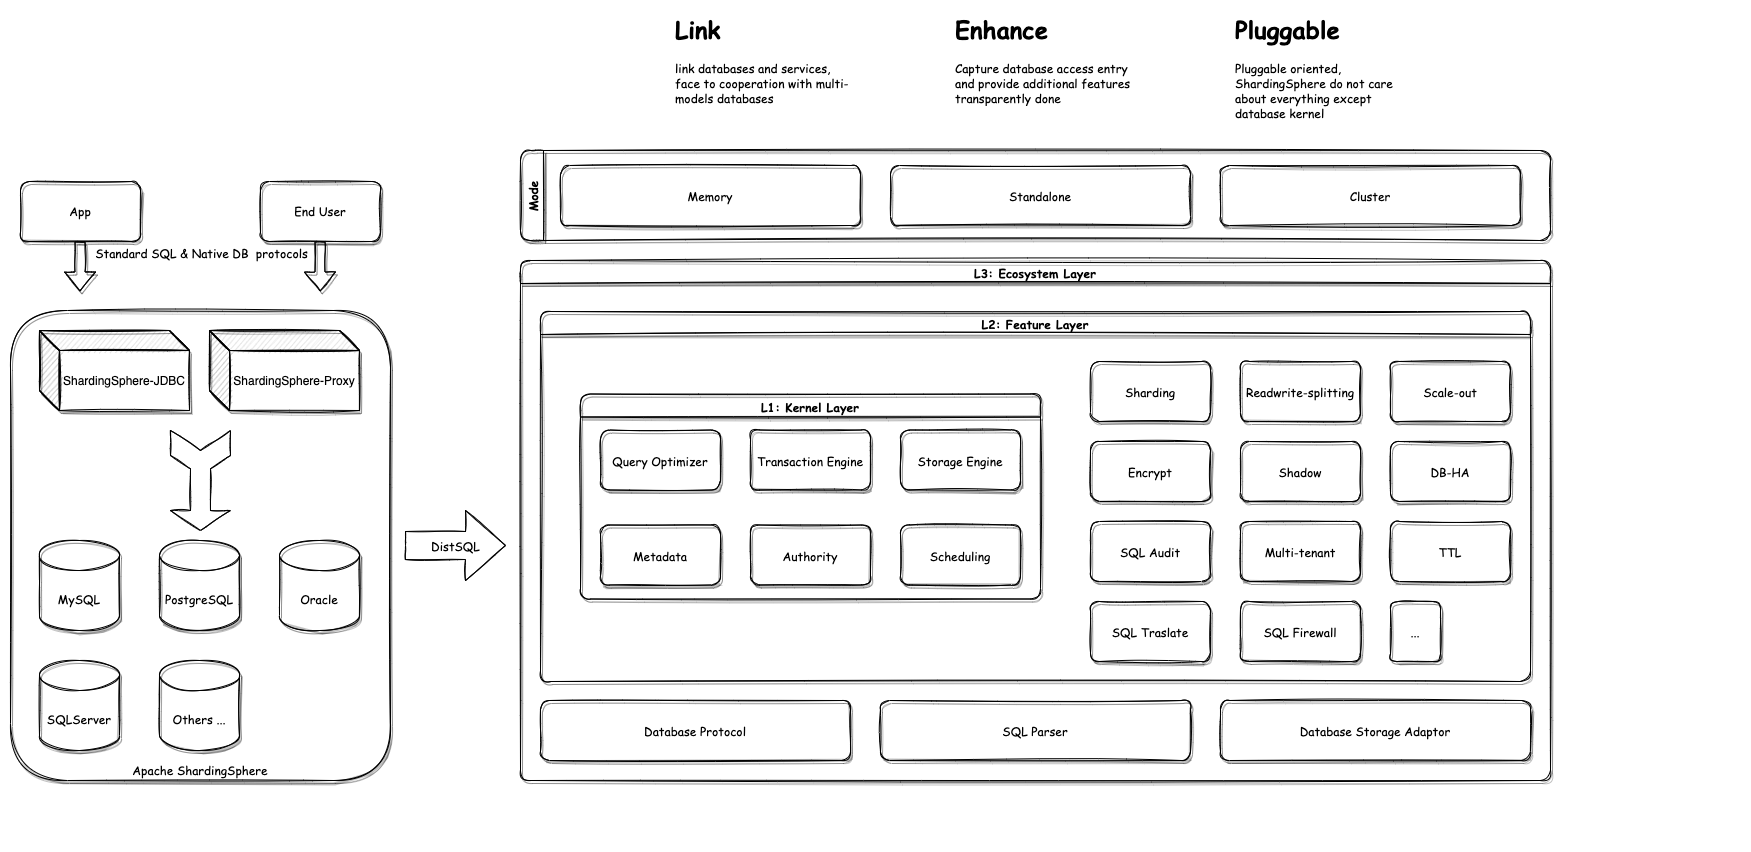 Link
link databases and services,
face to cooperation with multi-
models databases
Enhance
Capture database access entry
and provide additional features
transparently done
Pluggable
Pluggable oriented,
ShardingSphere do not care
about everything except
database kernel
App
End User
Standard SQL & Native DB protocols
ShardingSphere-JDBC
ShardingSphere-Proxy
MySQL
PostgreSQL
Oracle
SQLServer
Others ...
Apache ShardingSphere
DistSQL
Mode
Memory
Standalone
Cluster
L3: Ecosystem Layer
L2: Feature Layer
L1: Kernel Layer
Query Optimizer
Transaction Engine
Storage Engine
Metadata
Authority
Scheduling
Sharding
Readwrite-splitting
Scale-out
Encrypt
Shadow
DB-HA
SQL Audit
Multi-tenant
TTL
SQL Traslate
SQL Firewall
...
Database Protocol
SQL Parser
Database Storage Adaptor